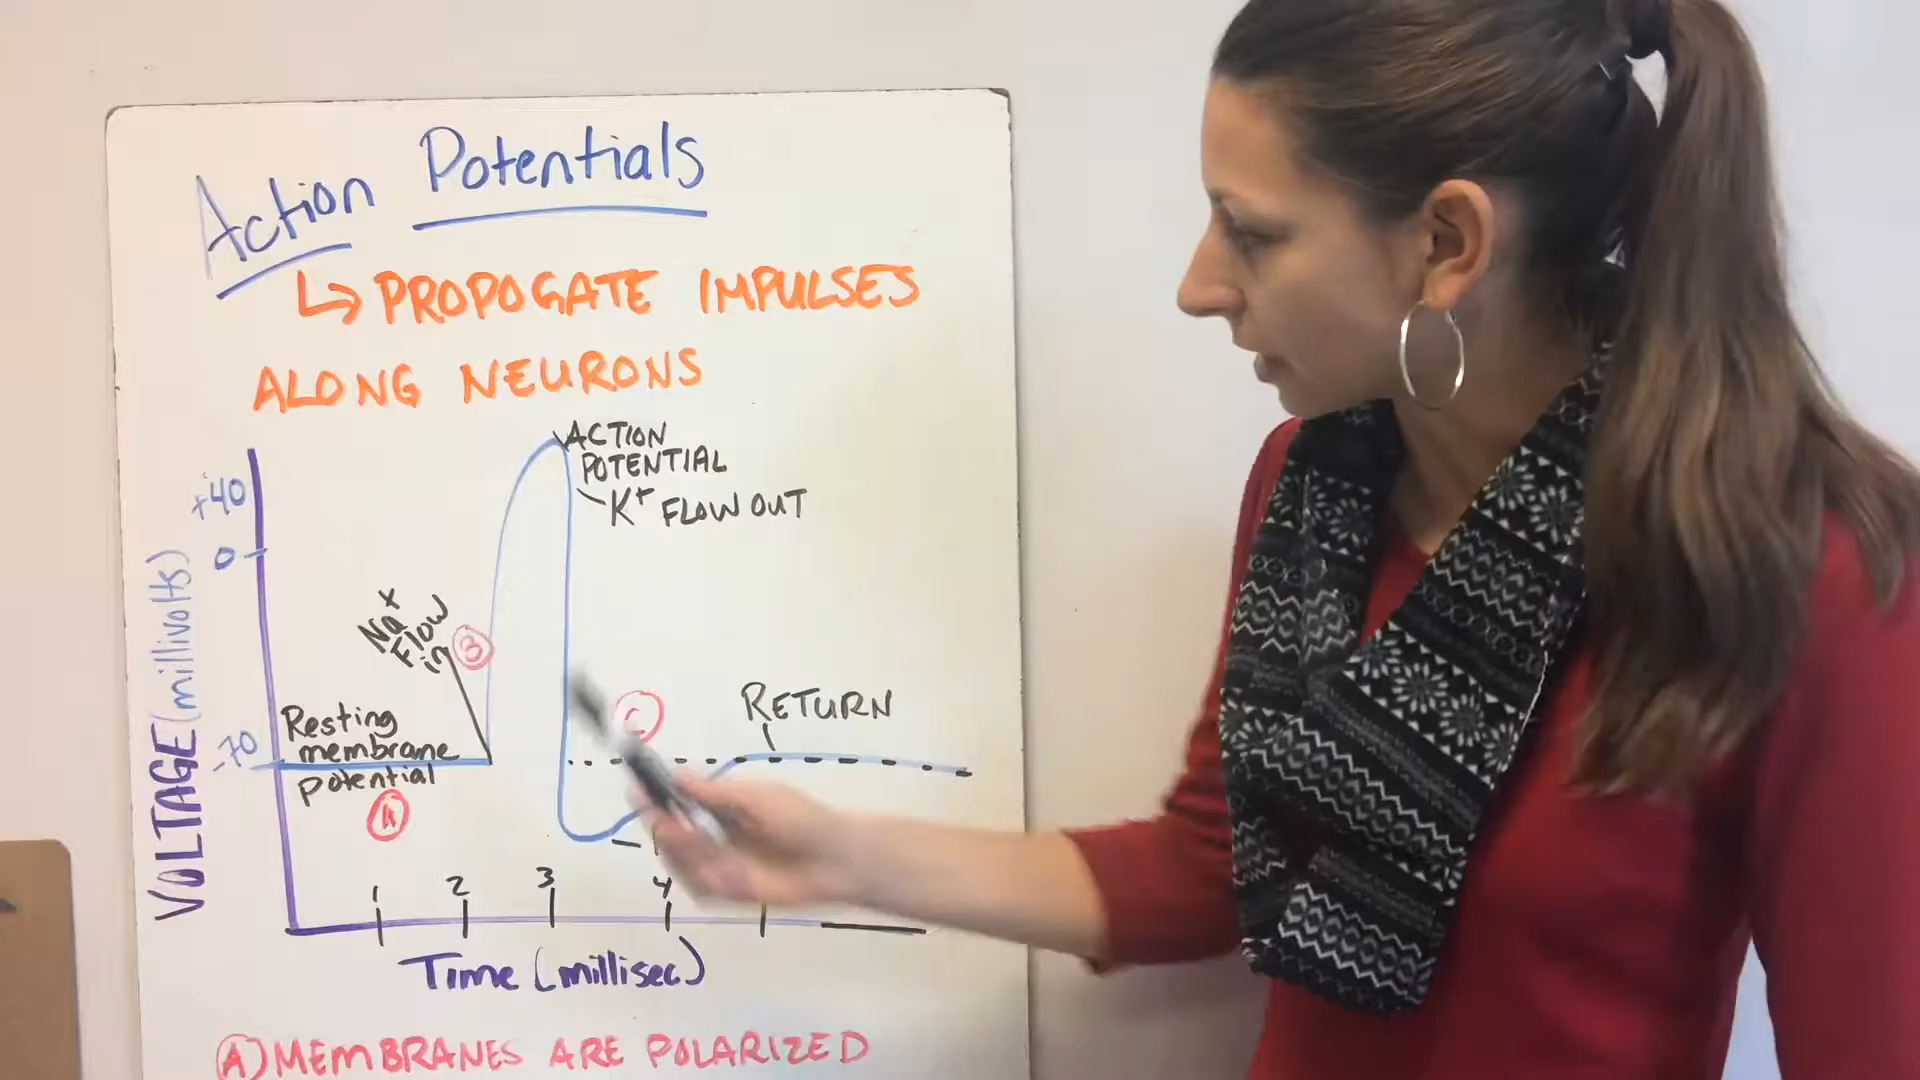 Action Potentials
↳ PROPOGATE IMPULSES
ALONG NEURONS
ACTION
POTENTIAL
K+ FLOW OUT
+40
0
-70
VOLTAGE (millivolts)
Na+
Flow
in
B
Resting
membrane
potential
A
C
RETURN
1 2 3 4
Time (millisec)
A) MEMBRANES ARE POLARIZED